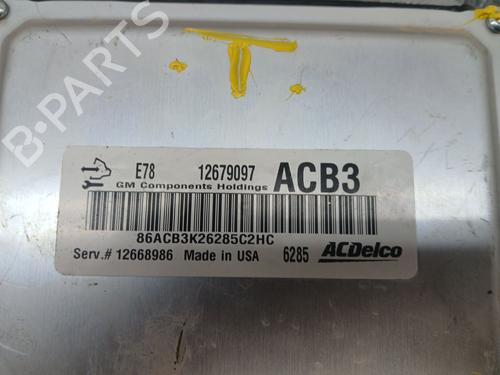 T
B-PARTS
E78 12679097 ACB3
GM Components Holdings
86ACB3K26285C2HC
Serv.# 12668986 Made in USA 6285 ACDelco